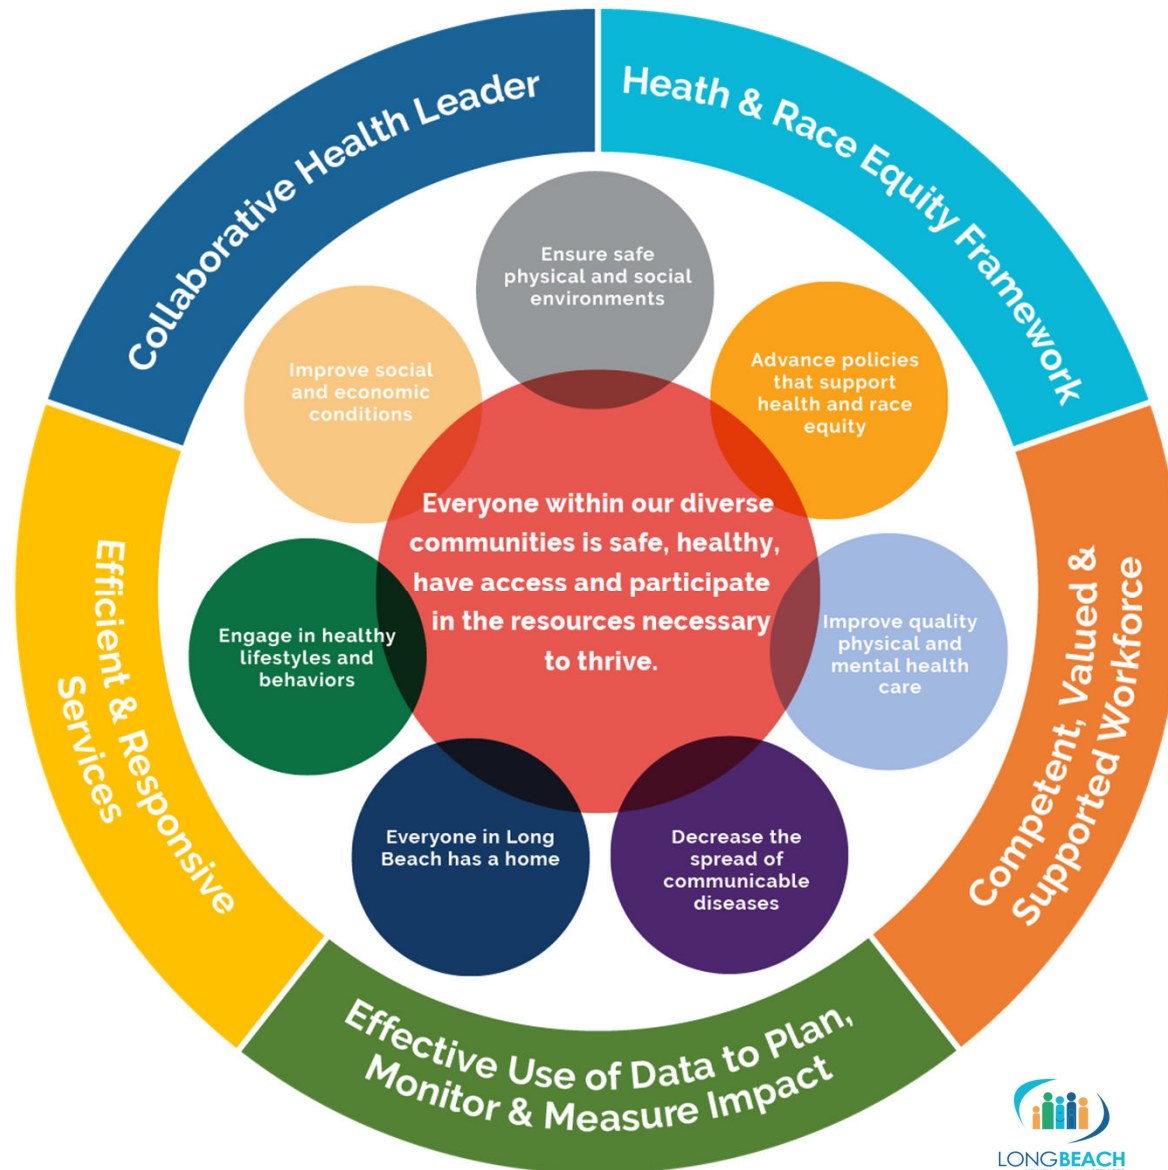 Collaborative Health Leader
Heath & Race Equity Framework
Competent, Valued &
Supported Workforce
Effective Use of Data to Plan,
Monitor & Measure Impact
Efficient & Responsive
Services
Ensure safe
physical and social
environments
Advance policies
that support
health and race
equity
Improve quality
physical and
mental health
care
Decrease the
spread of
communicable
diseases
Everyone in Long
Beach has a home
Engage in healthy
lifestyles and
behaviors
Improve social
and economic
conditions
Everyone within our diverse
communities is safe, healthy,
have access and participate
in the resources necessary
to thrive.
LONGBEACH